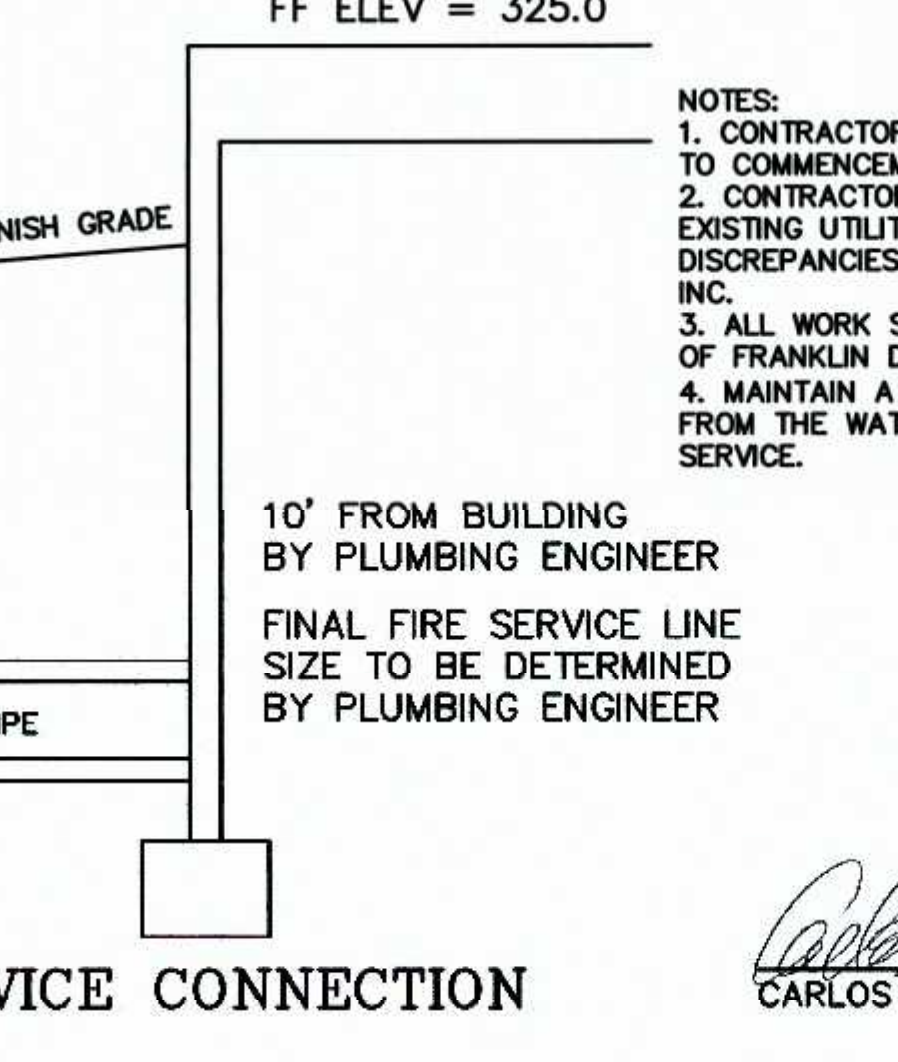 FF ELEV = 325.0
NOTES:
1. CONTRACTOR
TO COMMENCEM
2. CONTRACTOR
EXISTING UTILIT
DISCREPANCIES
INC.
3. ALL WORK S
OF FRANKLIN D
4. MAINTAIN A
FROM THE WAT
SERVICE.
NISH GRADE
10' FROM BUILDING
BY PLUMBING ENGINEER
FINAL FIRE SERVICE LINE
SIZE TO BE DETERMINED
BY PLUMBING ENGINEER
IPE
VICE CONNECTION
CARLOS